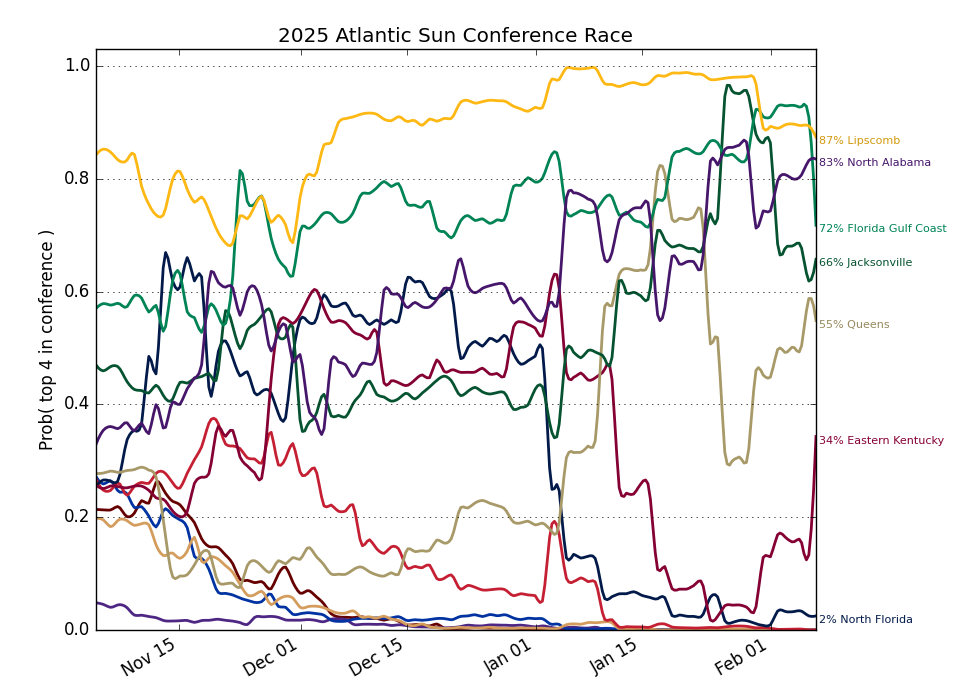 2025 Atlantic Sun Conference Race
Prob( top 4 in conference )
1.0
0.8
0.6
0.4
0.2
0.0
Nov 15
Dec 01
Dec 15
Jan 01
Jan 15
Feb 01
87% Lipscomb
83% North Alabama
72% Florida Gulf Coast
66% Jacksonville
55% Queens
34% Eastern Kentucky
2% North Florida